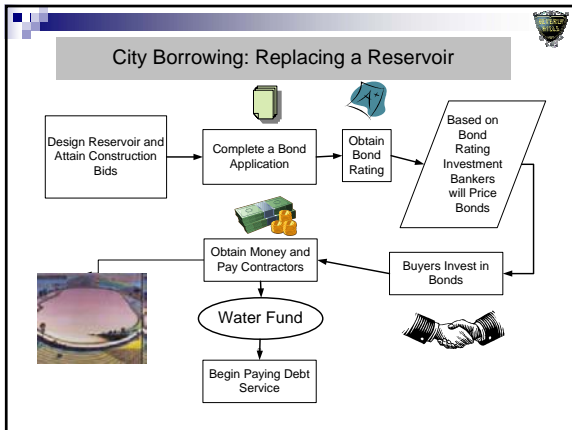 BEVERLY
HILLS
City Borrowing: Replacing a Reservoir
A+
Design Reservoir and
Attain Construction
Bids
Complete a Bond
Application
Obtain
Bond
Rating
Based on
Bond
Rating
Investment
Bankers
will Price
Bonds
Obtain Money and
Pay Contractors
Buyers Invest in
Bonds
Water Fund
Begin Paying Debt
Service